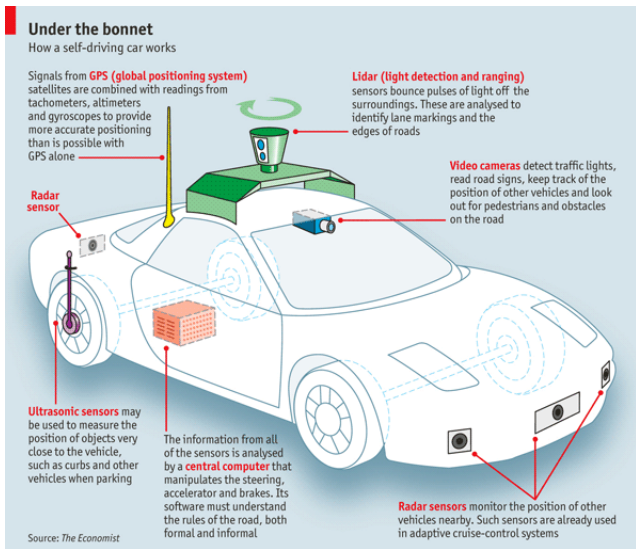 Under the bonnet
How a self-driving car works
Signals from GPS (global positioning system)
satellites are combined with readings from
tachometers, altimeters
and gyroscopes to provide
more accurate positioning
than is possible with
GPS alone
Lidar (light detection and ranging)
sensors bounce pulses of light off the
surroundings. These are analysed to
identify lane markings and the
edges of roads
Video cameras detect traffic lights,
read road signs, keep track of the
position of other vehicles and look
out for pedestrians and obstacles
on the road
Radar
sensor
Ultrasonic sensors may
be used to measure the
position of objects very
close to the vehicle,
such as curbs and other
vehicles when parking
The information from all
of the sensors is analysed
by a central computer that
manipulates the steering,
accelerator and brakes. Its
software must understand
the rules of the road, both
formal and informal
Radar sensors monitor the position of other
vehicles nearby. Such sensors are already used
in adaptive cruise-control systems
Source: The Economist